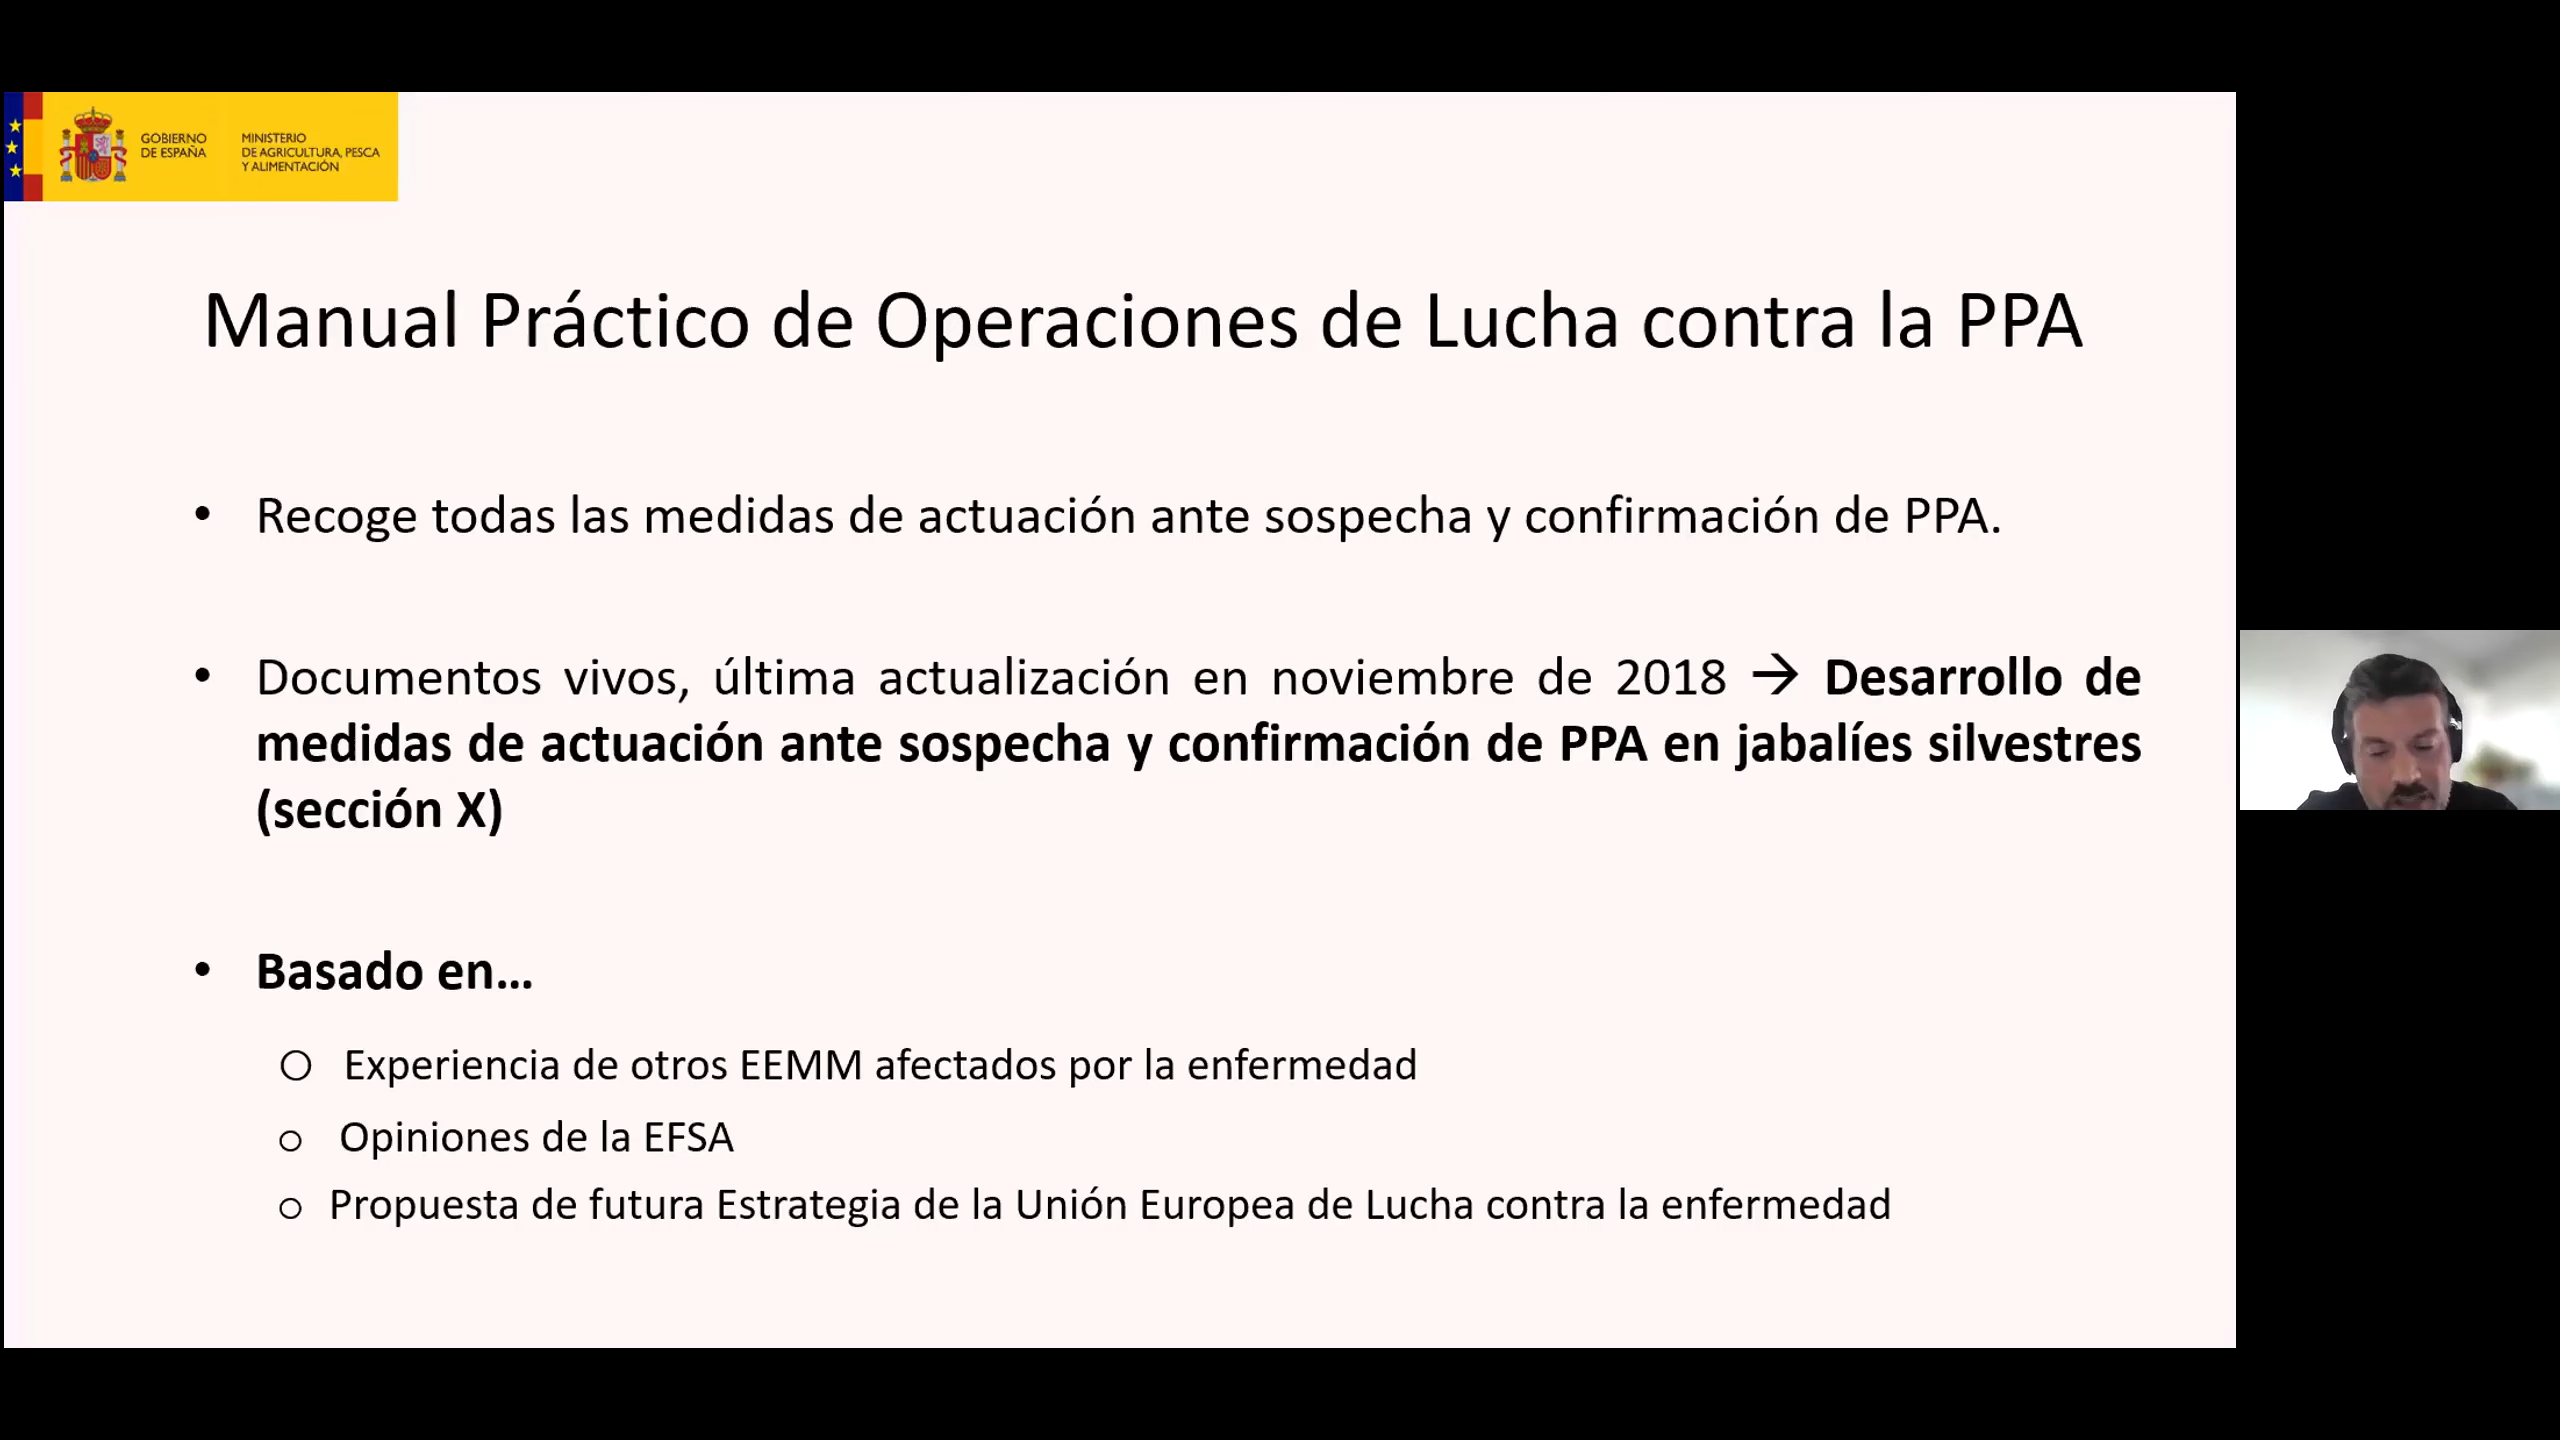 GOBIERNO
DE ESPAÑA
MINISTERIO
DE AGRICULTURA, PESCA
Y ALIMENTACIÓN
Manual Práctico de Operaciones de Lucha contra la PPA
• Recoge todas las medidas de actuación ante sospecha y confirmación de PPA.
• Documentos vivos, última actualización en noviembre de 2018 → Desarrollo de
medidas de actuación ante sospecha y confirmación de PPA en jabalíes silvestres
(sección X)
• Basado en...
o Experiencia de otros EEMM afectados por la enfermedad
o Opiniones de la EFSA
o Propuesta de futura Estrategia de la Unión Europea de Lucha contra la enfermedad